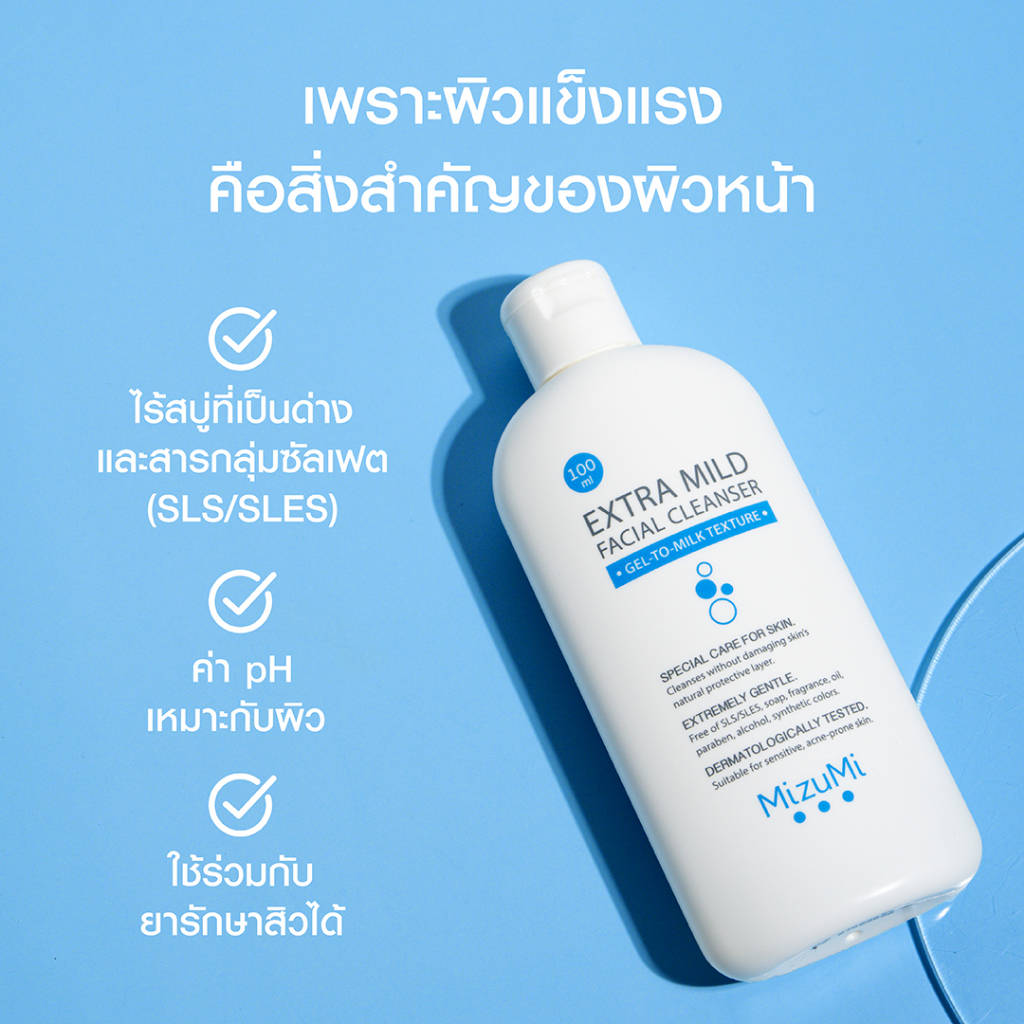 เพราะผิวแข็งแรง
คือสิ่งสำคัญของผิวหน้า
ไร้สบู่ที่เป็นด่าง
และสารกลุ่มซัลเฟต
(SLS/SLES)
ค่า pH
เหมาะกับผิว
ใช้ร่วมกับ
ยารักษาสิวได้
100
ml
EXTRA MILD
FACIAL CLEANSER
• GEL-TO-MILK TEXTURE •
SPECIAL CARE FOR SKIN.
Cleanses without damaging skin's
natural protective layer.
EXTREMELY GENTLE.
Free of SLS/SLES, soap, fragrance, oil,
paraben, alcohol, synthetic colors.
DERMATOLOGICALLY TESTED.
Suitable for sensitive, acne-prone skin.
MizuMi